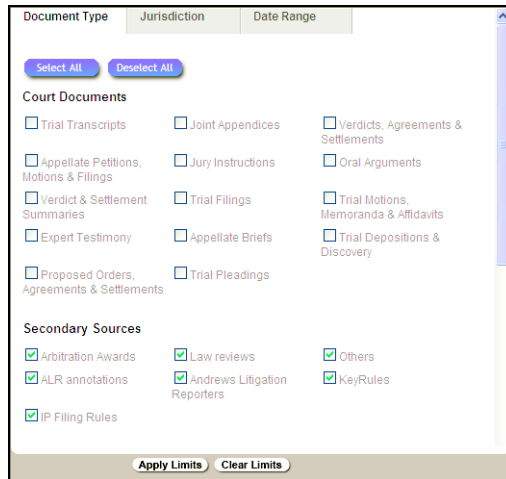 Document Type Jurisdiction Date Range
Select All Deselect All
Court Documents
Trial Transcripts Joint Appendices Verdicts, Agreements &
Settlements
Appellate Petitions, Jury Instructions Oral Arguments
Motions & Filings
Verdict & Settlement Trial Filings Trial Motions,
Summaries Memoranda & Affidavits
Expert Testimony Appellate Briefs Trial Depositions &
Discovery
Proposed Orders, Trial Pleadings
Agreements & Settlements
Secondary Sources
Arbitration Awards Law reviews Others
ALR annotations Andrews Litigation KeyRules
Reporters
IP Filing Rules
Apply Limits Clear Limits